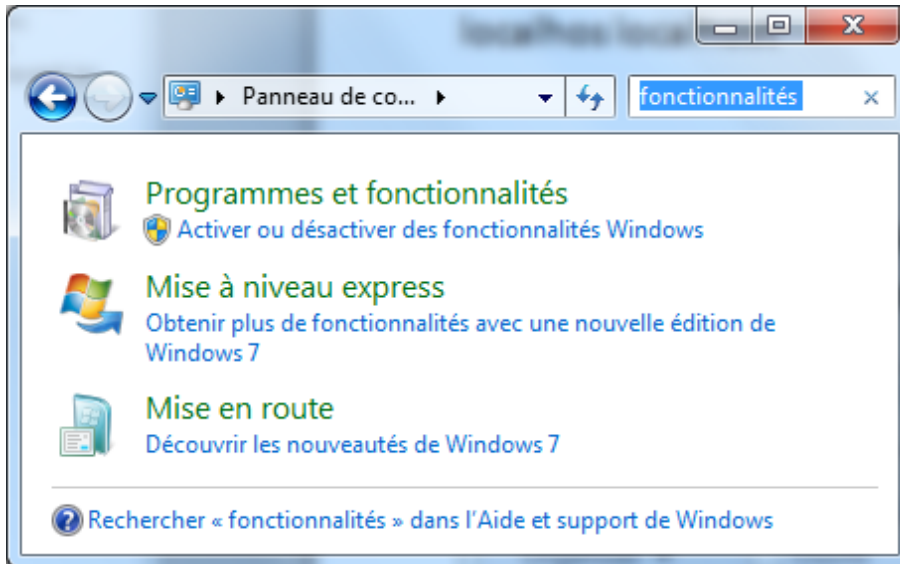 Panneau de co...
fonctionnalités
Programmes et fonctionnalités
Activer ou désactiver des fonctionnalités Windows
Mise à niveau express
Obtenir plus de fonctionnalités avec une nouvelle édition de
Windows 7
Mise en route
Découvrir les nouveautés de Windows 7
Rechercher « fonctionnalités » dans l'Aide et support de Windows